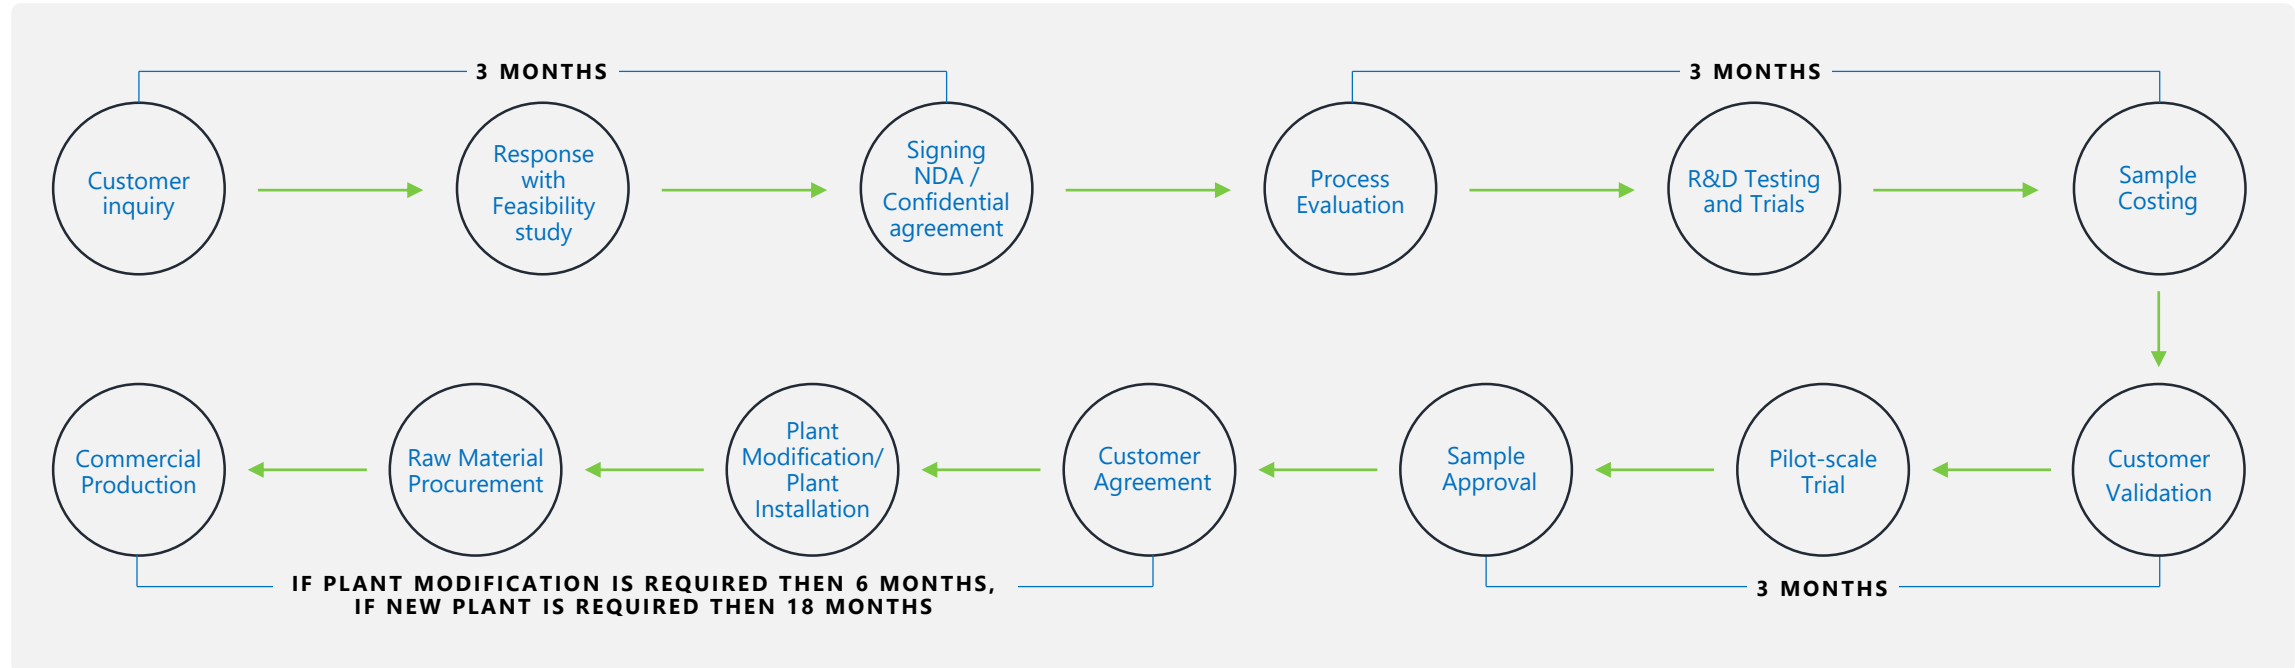 3 MONTHS
3 MONTHS
Customer
inquiry
Response
with
Feasibility
study
Signing
NDA /
Confidential
agreement
Process
Evaluation
R&D Testing
and Trials
Sample
Costing
Commercial
Production
Raw Material
Procurement
Plant
Modification/
Plant
Installation
Customer
Agreement
Sample
Approval
Pilot-scale
Trial
Customer
Validation
IF PLANT MODIFICATION IS REQUIRED THEN 6 MONTHS,
IF NEW PLANT IS REQUIRED THEN 18 MONTHS
3 MONTHS